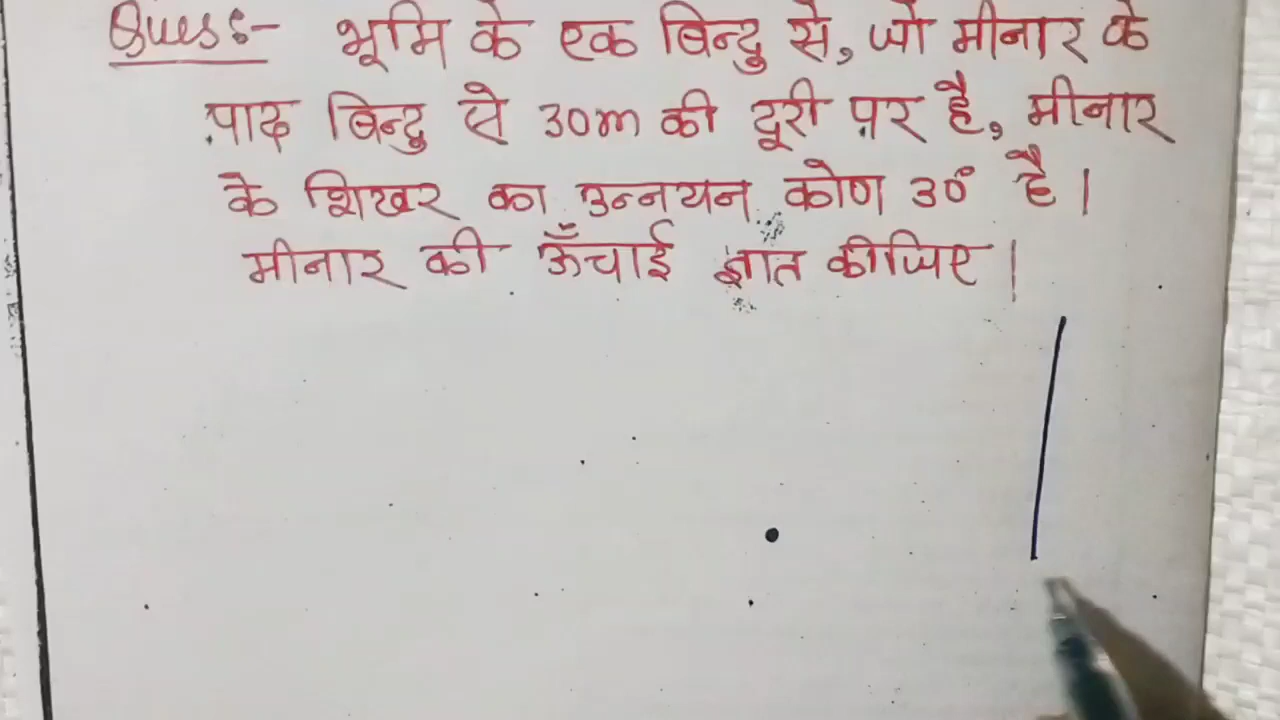 Ques:- भूमि के एक बिन्दु से, जो मीनार के
पाद बिन्दु से 30m की दूरी पर है, मीनार
के शिखर का उन्नयन कोण 30° है।
मीनार की ऊँचाई ज्ञात कीजिए।